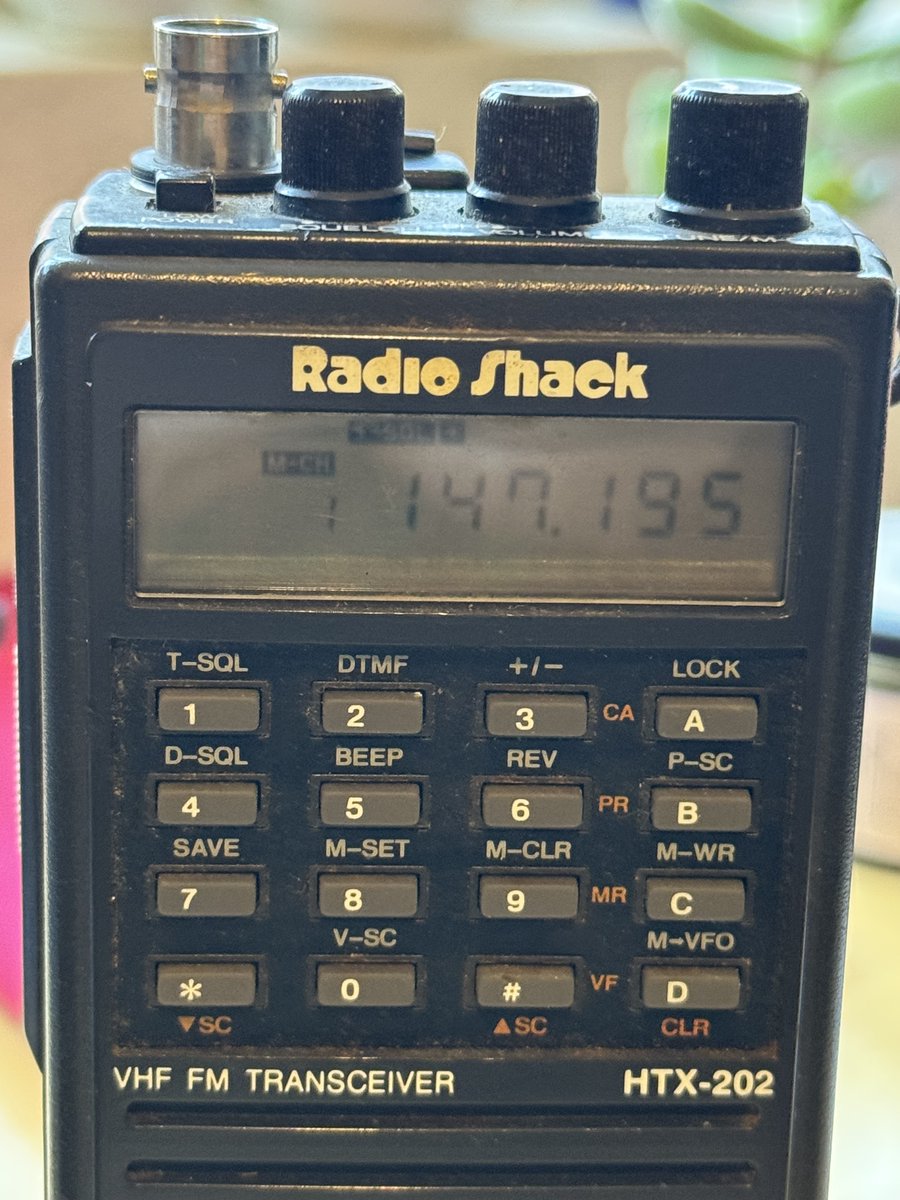 VOLUME
Radio Shack
T-SQL +
M-CH
1 147.195
T-SQL DTMF +/− LOCK
1 2 3 CA A
D-SQL BEEP REV P-SC
4 5 6 PR B
SAVE M-SET M-CLR M-WR
7 8 9 MR C
V-SC M→VFO
* 0 # VF D
▼SC ▲SC CLR
VHF FM TRANSCEIVER HTX-202